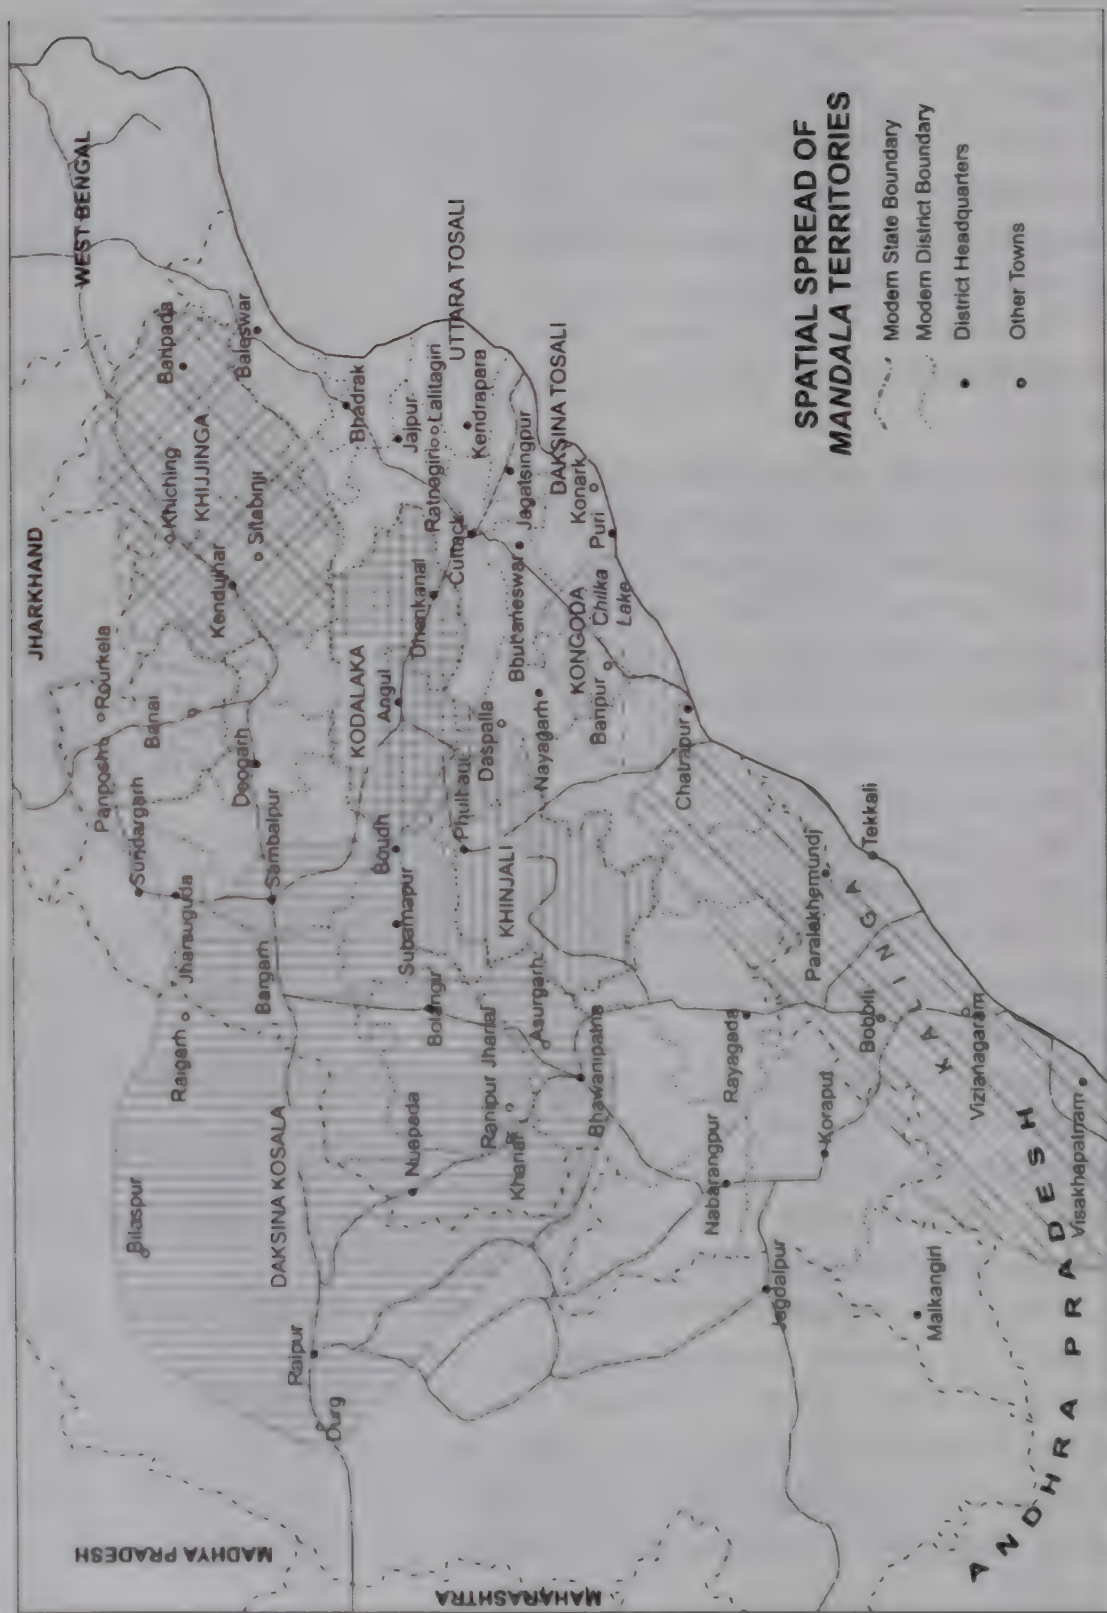 JHARKHAND
WEST BENGAL
MADHYA PRADESH
MAHARASHTRA
ANDHRA PRADESH
Panposh
Rourkela
Banai
Sundargarh
Jharsuguda
Raigarh
Bilaspur
Deogarh
Sambalpur
Bargarh
DAKSINA KOSALA
Raipur
Durg
Khiching
KHIJJINGA
Sitabinji
Kendujhar
Baripada
Baleswar
Bhadrak
KODALAKA
Angul
Dhenkanal
Cuttack
Jajpur
Ratnagiri
Lalitagiri
UTTARA TOSALI
Kendrapara
Jagatsingpur
DAKSINA TOSALI
Konark
Puri
Bhubaneswar
KONGODA
Chilka
Lake
Banpur
Nayagarh
Daspalla
Phulbani
Boudh
Subarnapur
KHINJALI
Bolangir
Ranipur Jharial
Asurgarh
Nuapada
Khariar
Bhawanipatna
Chatrapur
Paralakhemundi
Tekkali
KALINGA
Rayagada
Bobbili
Koraput
Nabarangpur
Jagdalpur
Malkangiri
Vizianagaram
Visakhapatnam
SPATIAL SPREAD OF
MANDALA TERRITORIES
Modern State Boundary
Modern District Boundary
District Headquarters
Other Towns